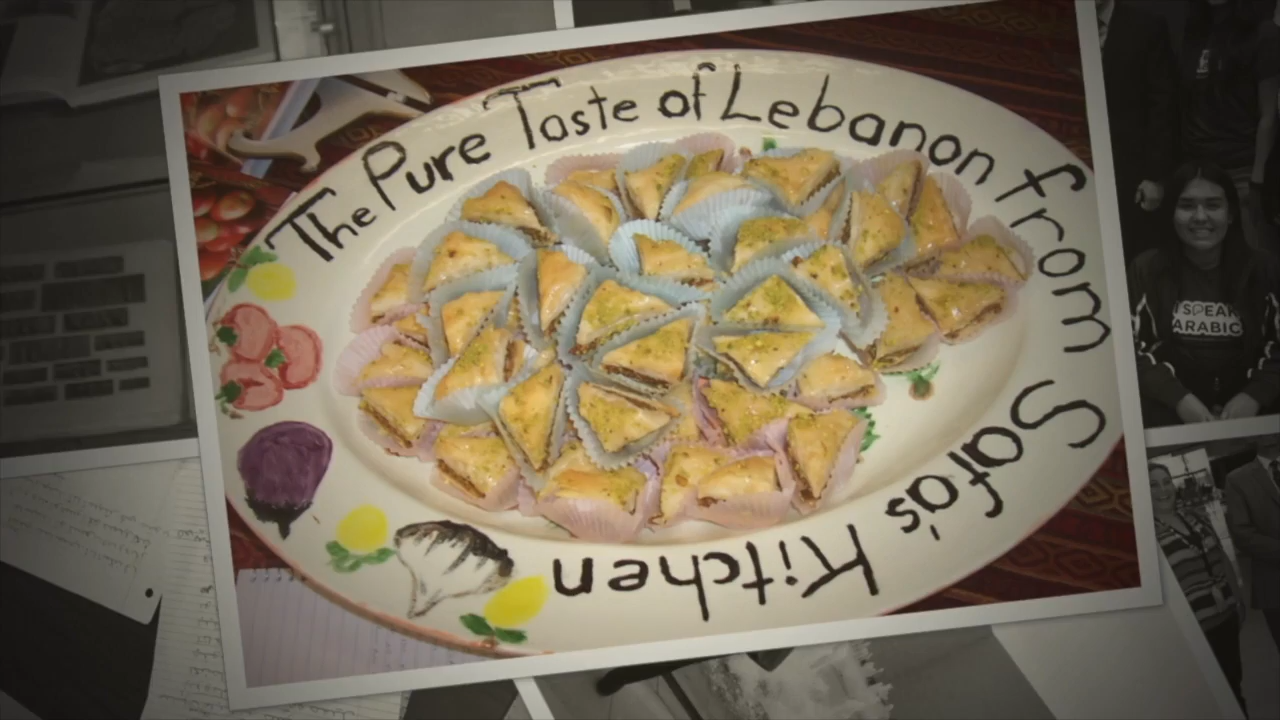 The Pure Taste of Lebanon from Safa's Kitchen
I SPEAK
ARABIC